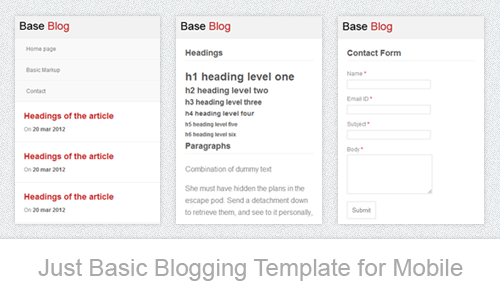 Base Blog
Home page
Basic Markup
Contact
Headings of the article
On 20 mar 2012
Headings of the article
On 20 mar 2012
Headings of the article
On 20 mar 2012
Base Blog
Headings
h1 heading level one
h2 heading level two
h3 heading level three
h4 heading level four
h5 heading level five
h6 heading level six
Paragraphs
Combination of dummy text
She must have hidden the plans in the
escape pod. Send a detachment down
to retrieve them, and see to it personally,
Base Blog
Contact Form
Name *
Email ID *
Subject *
Body *
Submit
Just Basic Blogging Template for Mobile